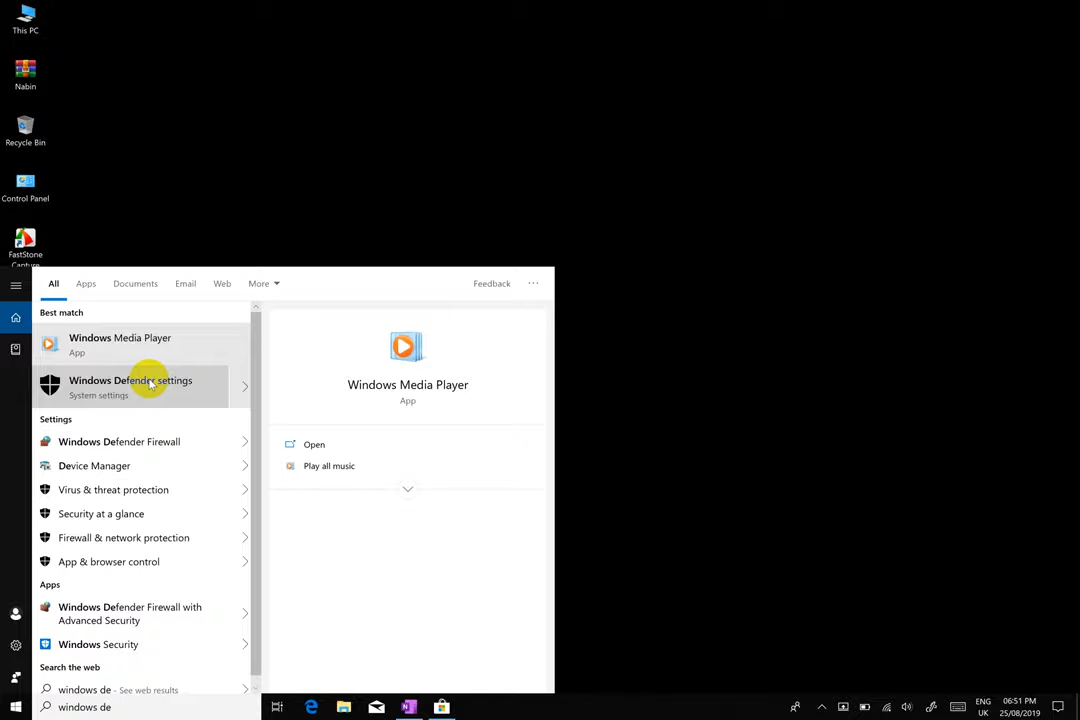 This PC
Nabin
Recycle Bin
Control Panel
FastStone
Capture
All Apps Documents Email Web More Feedback
Best match
Windows Media Player
App
Windows Defender settings
System settings
Settings
Windows Defender Firewall
Device Manager
Virus & threat protection
Security at a glance
Firewall & network protection
App & browser control
Apps
Windows Defender Firewall with
Advanced Security
Windows Security
Search the web
windows de - See web results
windows de
Windows Media Player
App
Open
Play all music
ENG
UK
06:51 PM
25/08/2019